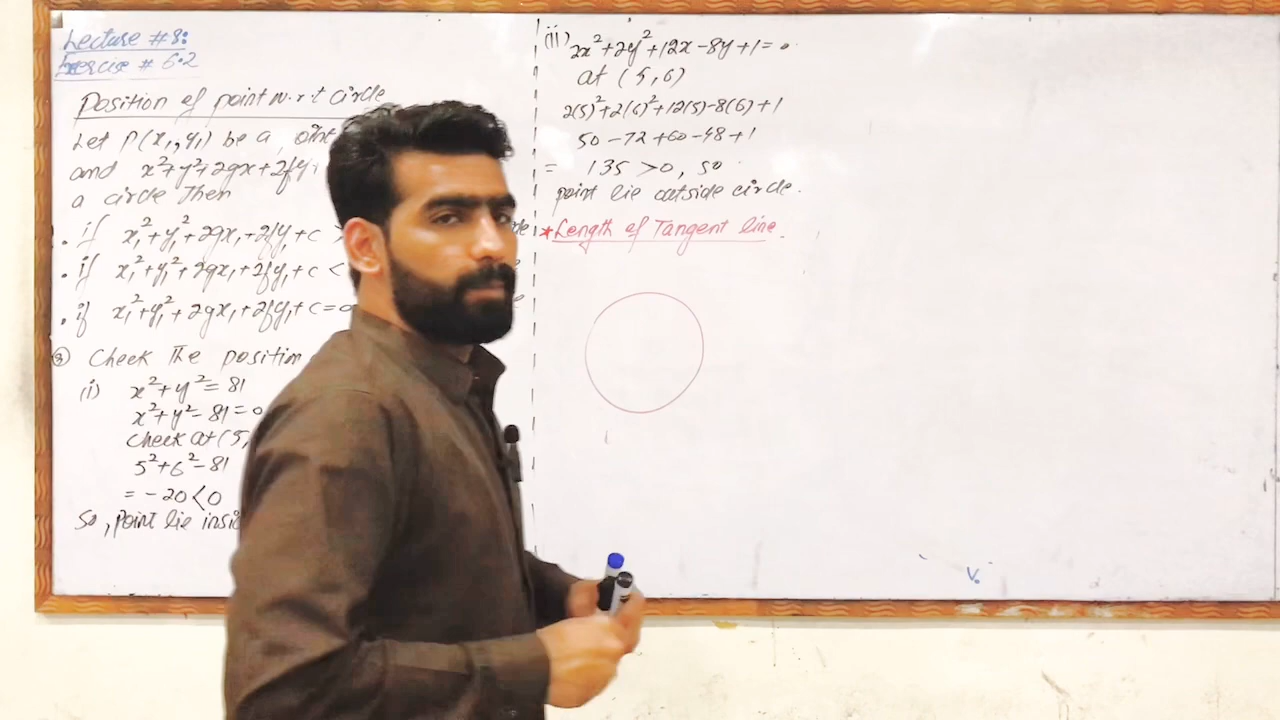 Lecture # 8:
Exercise # 6.2
Position of point w.r.t circle
Let P(x₁,y₁) be a
and x²+y²+2gx+2fy+
a circle Then
. if x₁²+y₁²+2gx₁+2fy₁+c >
. if x₁²+y₁²+2gx₁+2fy₁+c <
. if x₁²+y₁²+2gx₁+2fy₁+c=0
Q Check The position
(i) x²+y²=81
x²+y²-81=0
Check at (5,
5²+6²-81
= -20<0
So, point lie insi
(ii) 2x²+2y²+12x-8y+1=0
at (5,6)
2(5)²+2(6)²+12(5)-8(6)+1
50-72+60-48+1
= 135 >0, so
point lie outside circle.
* Length of Tangent line.
V.